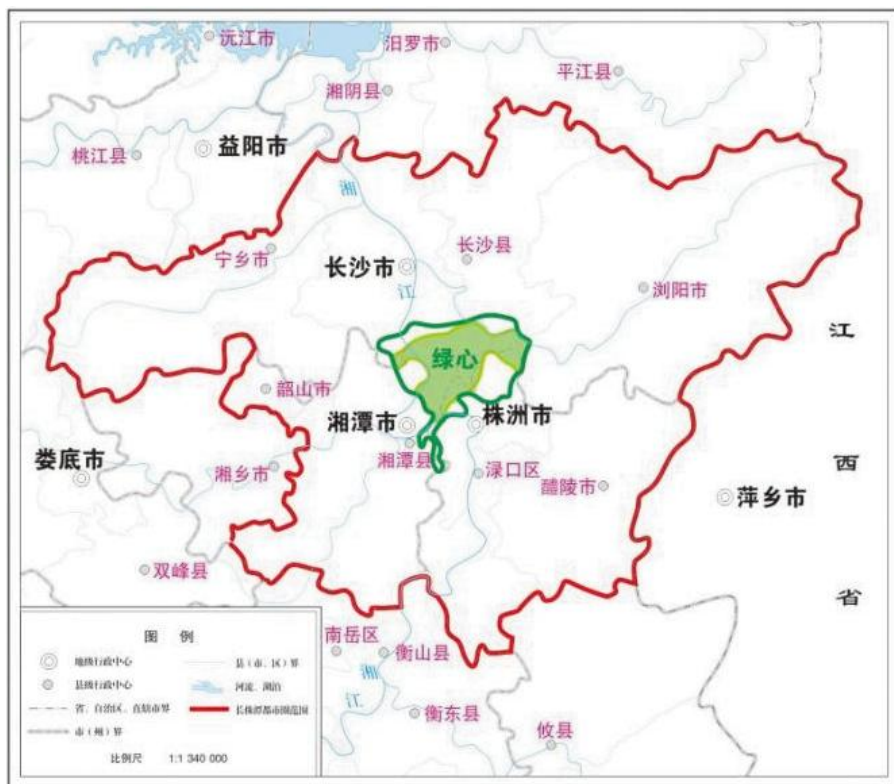 沅江市
汨罗市
平江县
湘阴县
益阳市
桃江县
湘
宁乡市
长沙市
长沙县
江
浏阳市
绿心
江
韶山市
湘潭市
株洲市
娄底市
湘乡市
湘潭县
渌口区
醴陵市
西
萍乡市
双峰县
省
图 例
地级行政中心
县级行政中心
省、自治区、直辖市界
市（州）界
县（市、区）界
河流、湖泊
长株潭都市圈范围
比例尺 1:1 340 000
南岳区
衡山县
湘
江
衡东县
攸县